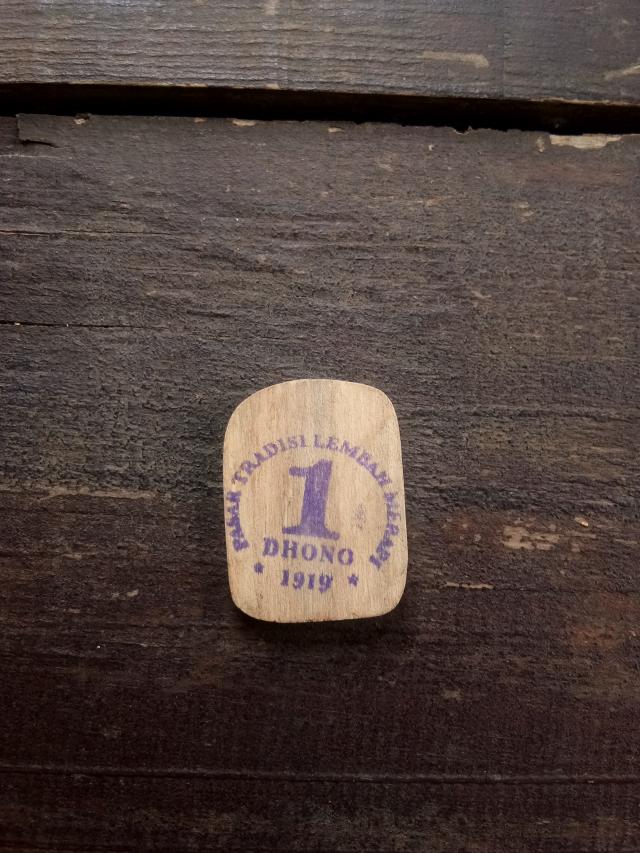 PASAR TRADISI LEMBAH MERAPI
1
DHONO
* 1919 *